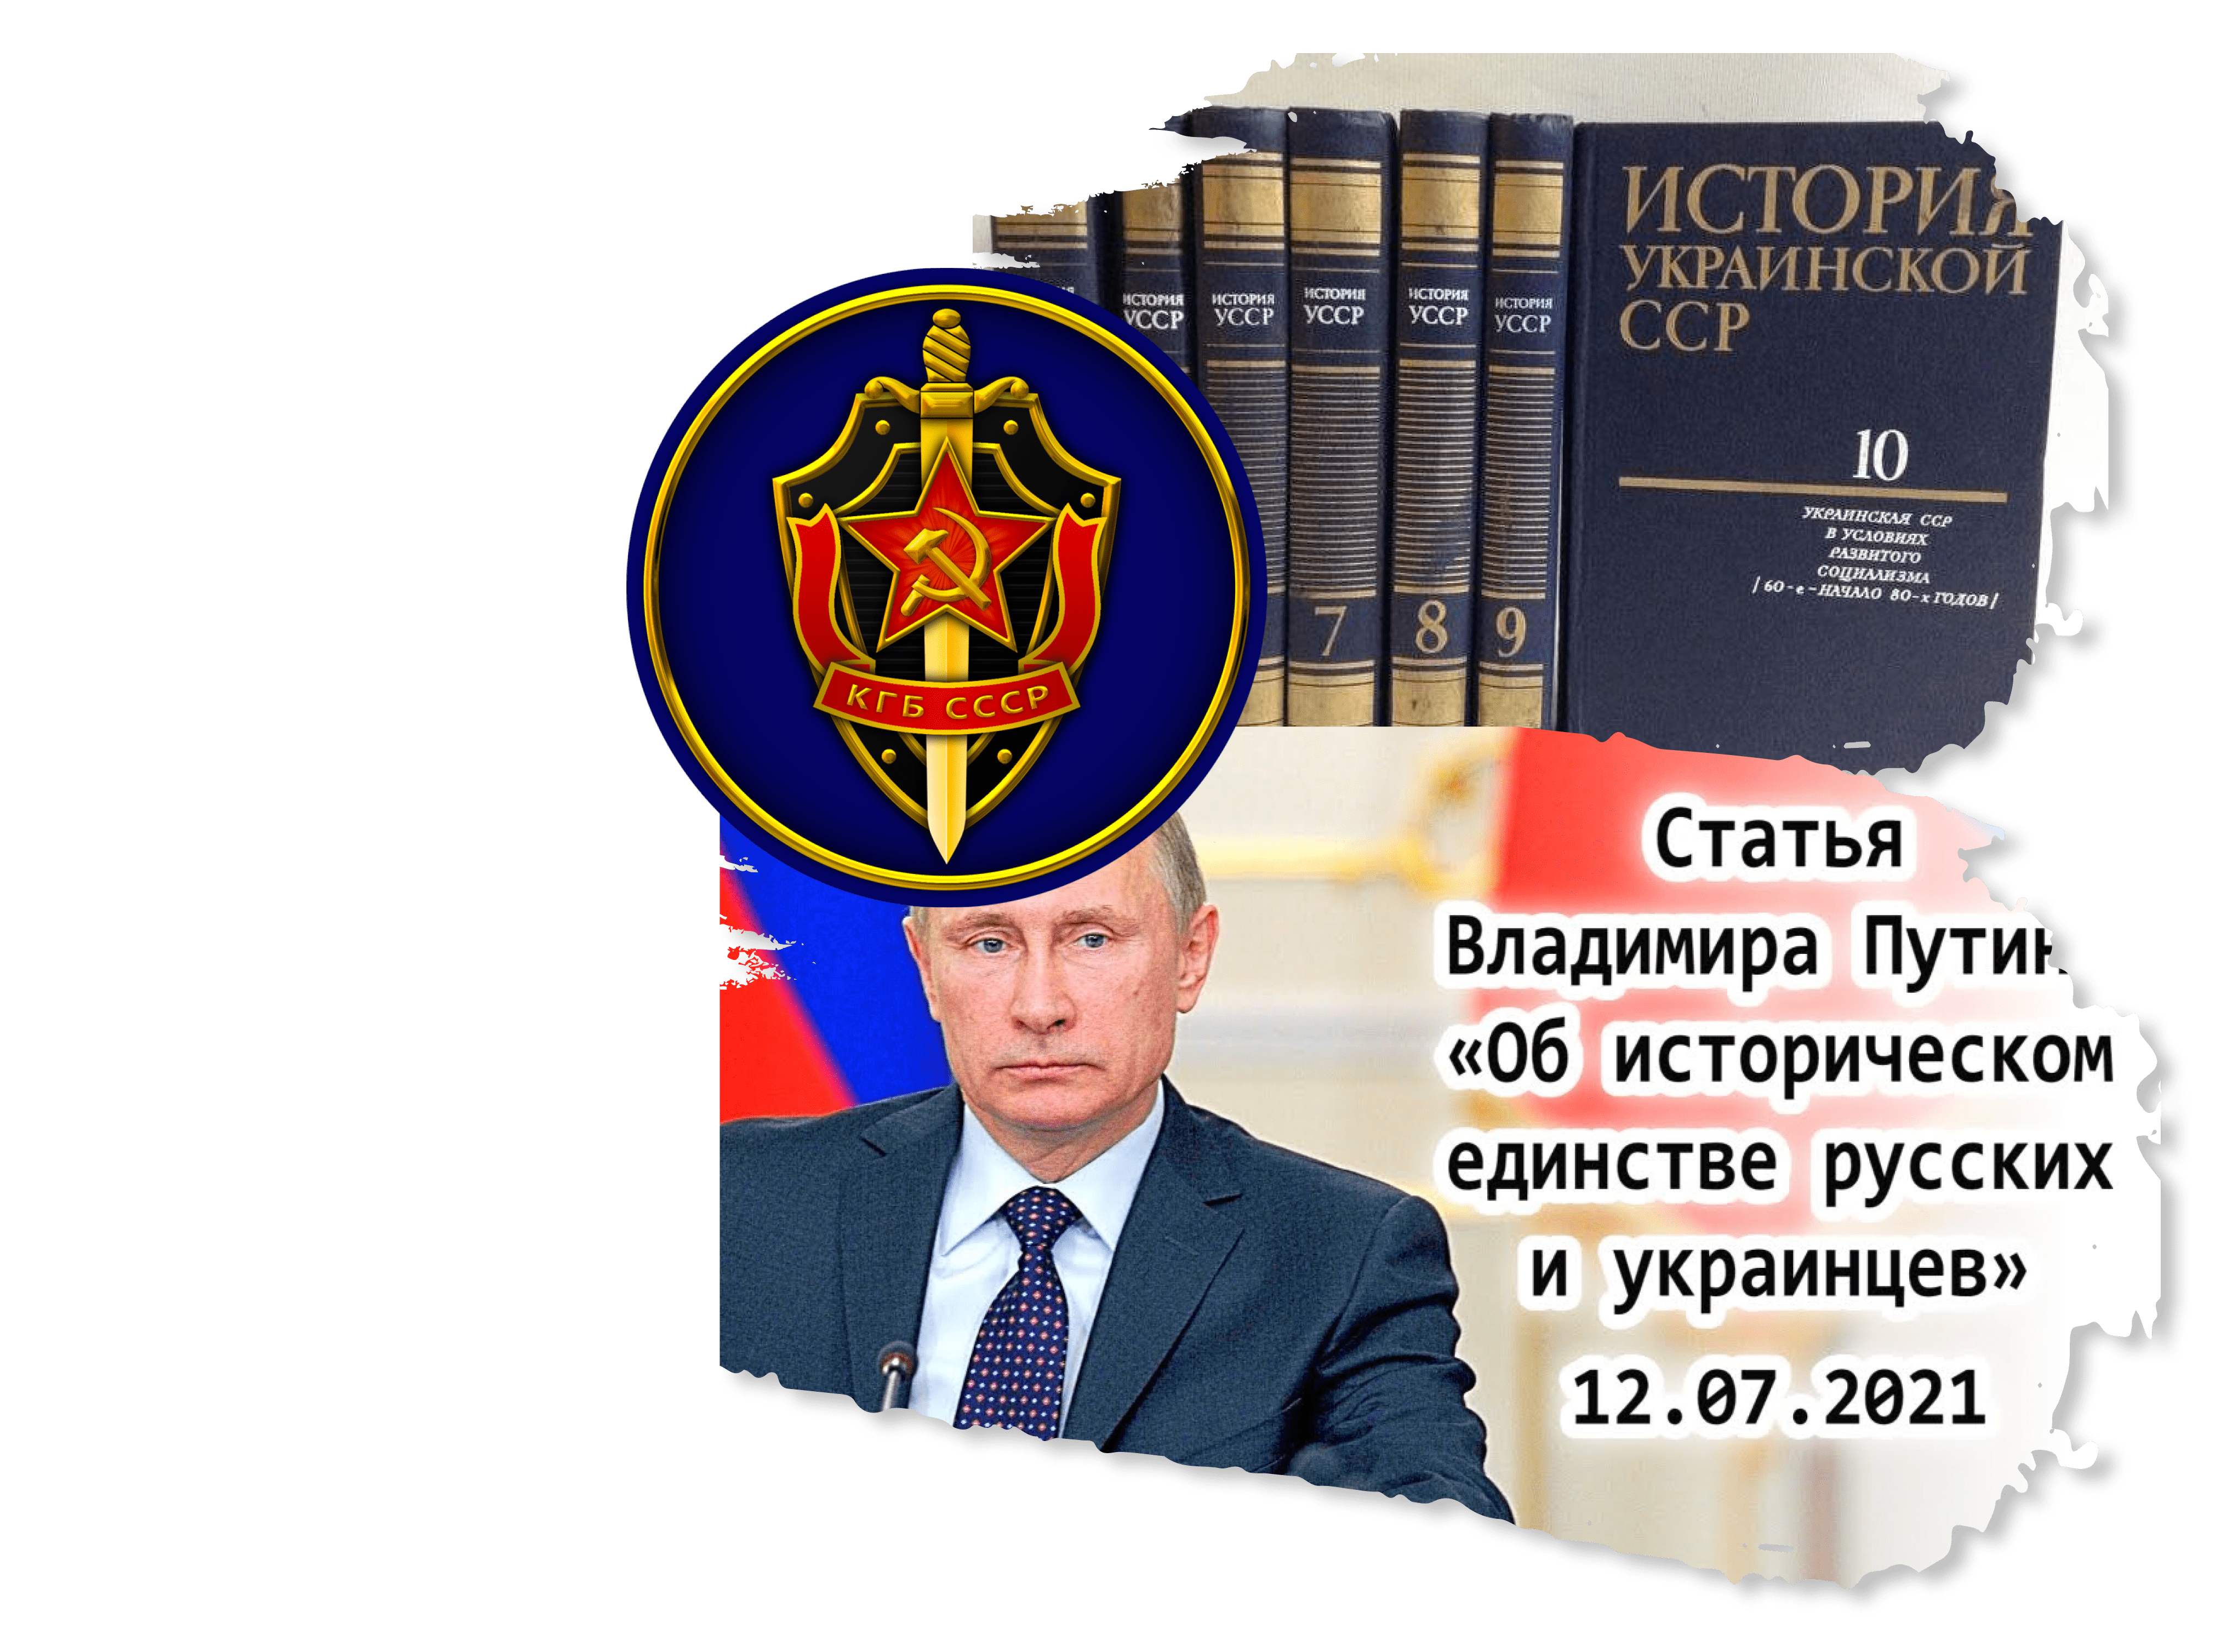 ИСТОРИЯ
УКРАИНСКОЙ
ССР
10
УКРАИНСКАЯ ССР
В УСЛОВИЯХ
РАЗВИТОГО
СОЦИАЛИЗМА
/ 60-е-НАЧАЛО 80-х ГОДОВ /
ИСТОРИЯ
УССР
ИСТОРИЯ
УССР
ИСТОРИЯ
УССР
7
ИСТОРИЯ
УССР
8
ИСТОРИЯ
УССР
9
КГБ СССР
Статья
Владимира Путин
«Об историческом
единстве русских
и украинцев»
12.07.2021